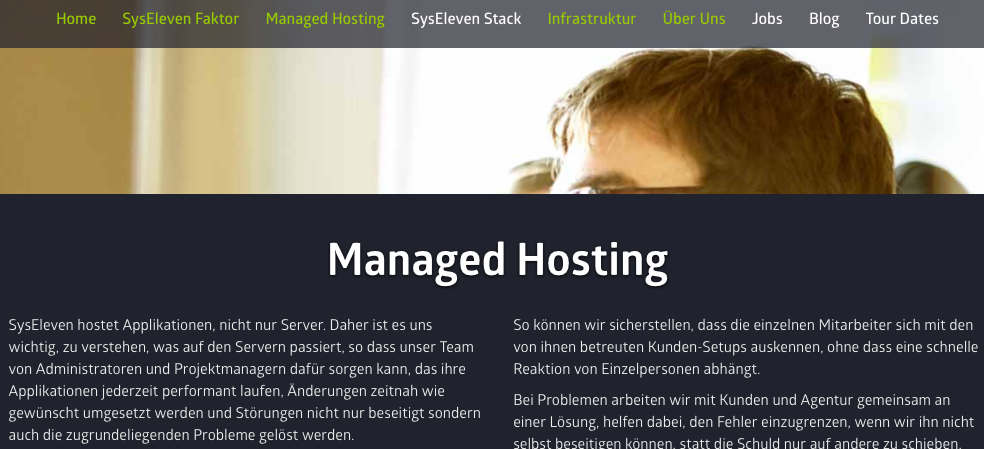 Home SysEleven Faktor Managed Hosting SysEleven Stack Infrastruktur Über Uns Jobs Blog Tour Dates
Managed Hosting
SysEleven hostet Applikationen, nicht nur Server. Daher ist es uns
wichtig, zu verstehen, was auf den Servern passiert, so dass unser Team
von Administratoren und Projektmanagern dafür sorgen kann, das ihre
Applikationen jederzeit performant laufen, Änderungen zeitnah wie
gewünscht umgesetzt werden und Störungen nicht nur beseitigt sondern
auch die zugrundeliegenden Probleme gelöst werden.
So können wir sicherstellen, dass die einzelnen Mitarbeiter sich mit den
von ihnen betreuten Kunden-Setups auskennen, ohne dass eine schnelle
Reaktion von Einzelpersonen abhängt.
Bei Problemen arbeiten wir mit Kunden und Agentur gemeinsam an
einer Lösung, helfen dabei, den Fehler einzugrenzen, wenn wir ihn nicht
selbst beseitigen können, statt die Schuld nur auf andere zu schieben.